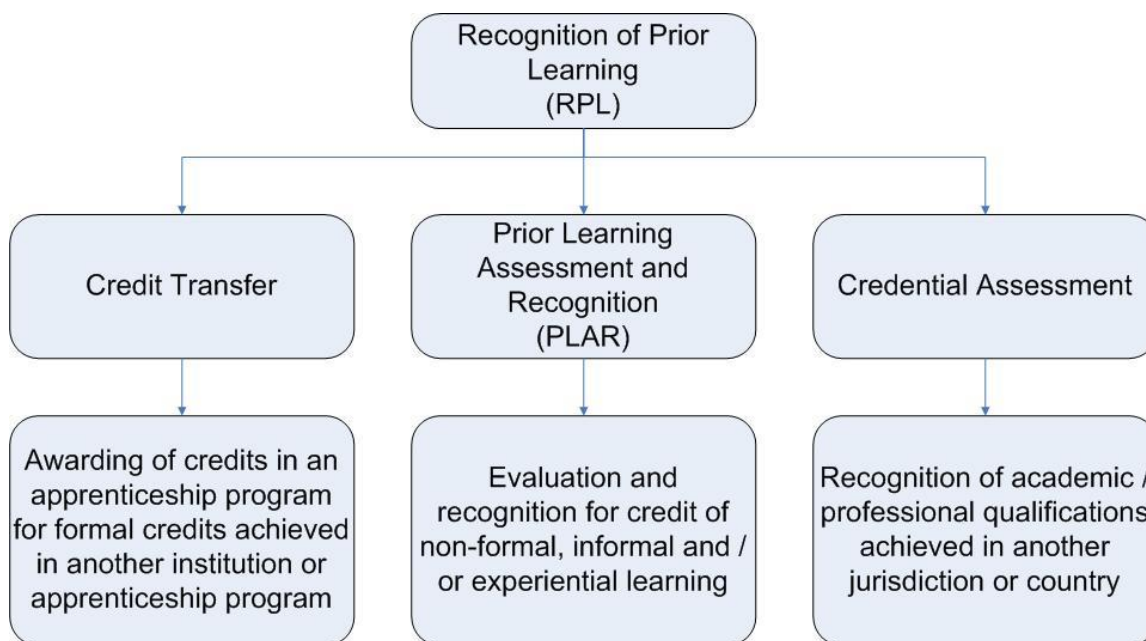 Recognition of Prior
Learning
(RPL)
Credit Transfer
Prior Learning
Assessment and
Recognition
(PLAR)
Credential Assessment
Awarding of credits in an
apprenticeship program
for formal credits achieved
in another institution or
apprenticeship program
Evaluation and
recognition for credit of
non-formal, informal and /
or experiential learning
Recognition of academic /
professional qualifications
achieved in another
jurisdiction or country